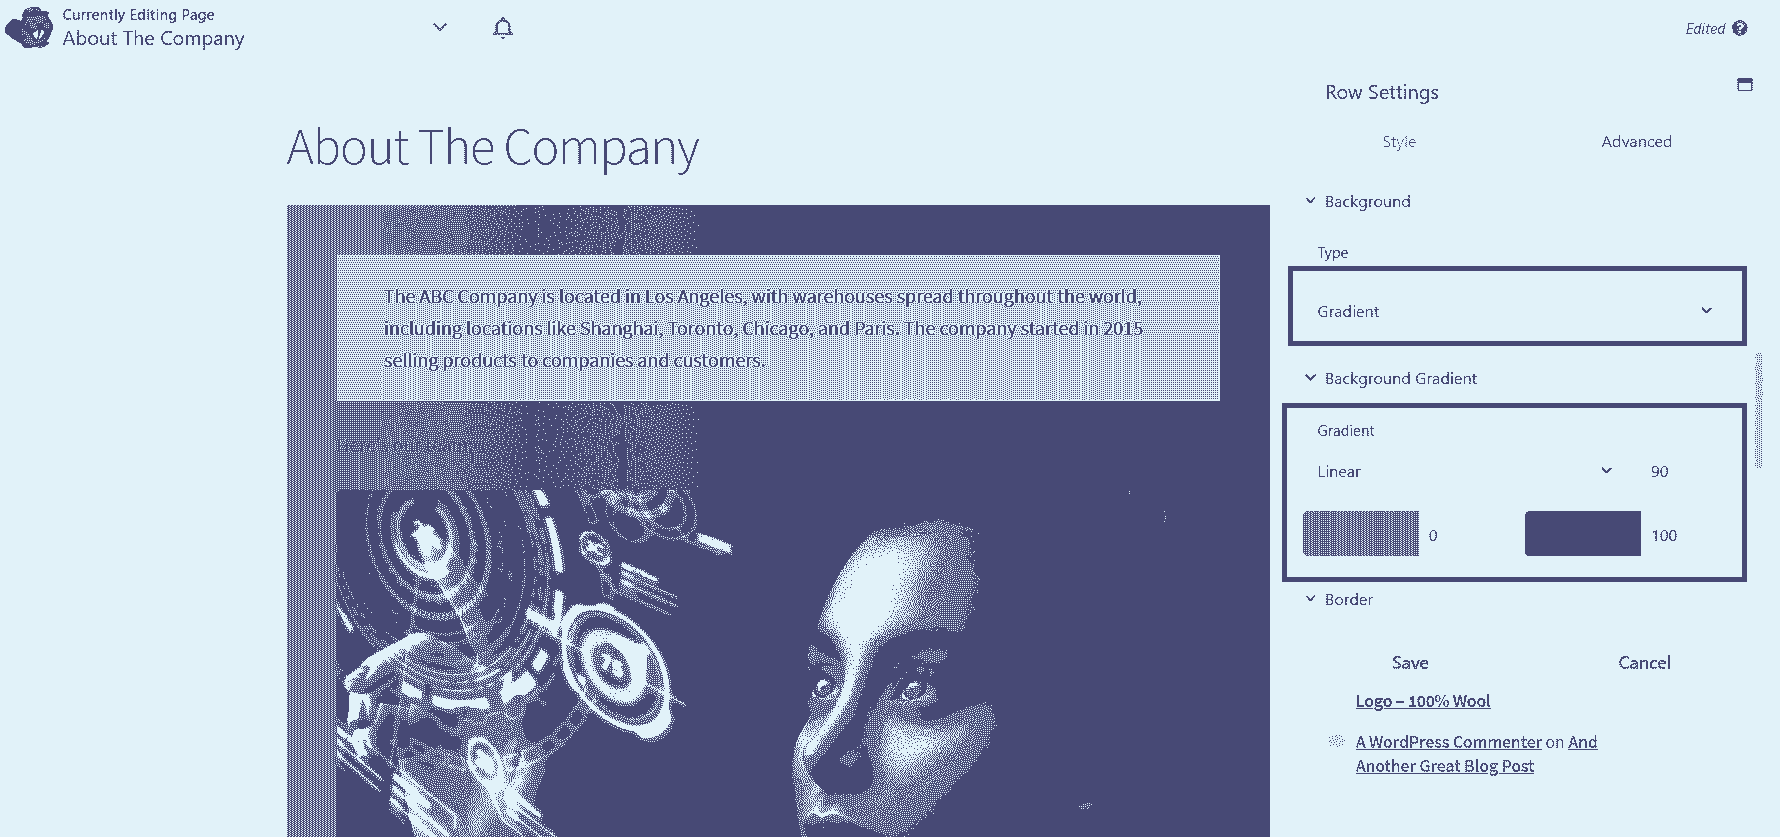 Currently Editing Page
About The Company
Edited
About The Company
The ABC Company is located in Los Angeles, with warehouses spread throughout the world,
including locations like Shanghai, Toronto, Chicago, and Paris. The company started in 2015
selling products to companies and customers.
Row Settings
Style
Advanced
Background
Type
Gradient
Background Gradient
Gradient
Linear
90
0
100
Border
Save
Cancel
Logo – 100% Wool
A WordPress Commenter on And
Another Great Blog Post